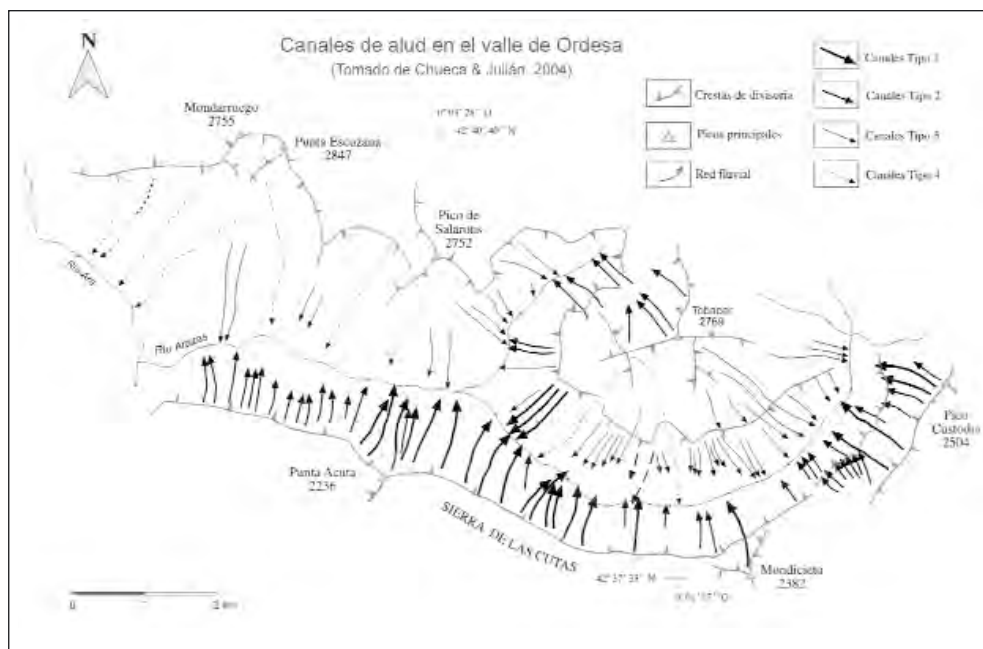 N
Canales de alud en el valle de Ordesa
(Tomado de Chueca & Julián, 2004)
Crestas de divisoria
Picos principales
Red fluvial
Canales Tipo 1
Canales Tipo 2
Canales Tipo 3
Canales Tipo 4
Mondarruego
2755
Punta Escuzana
2847
Pico de
Salarons
2752
Tobacor
2769
Río Ara
Río Arazas
Pico
Custodia
2504
Punta Acuta
2236
SIERRA DE LAS CUTAS
Mondicieto
2382
0
2 km